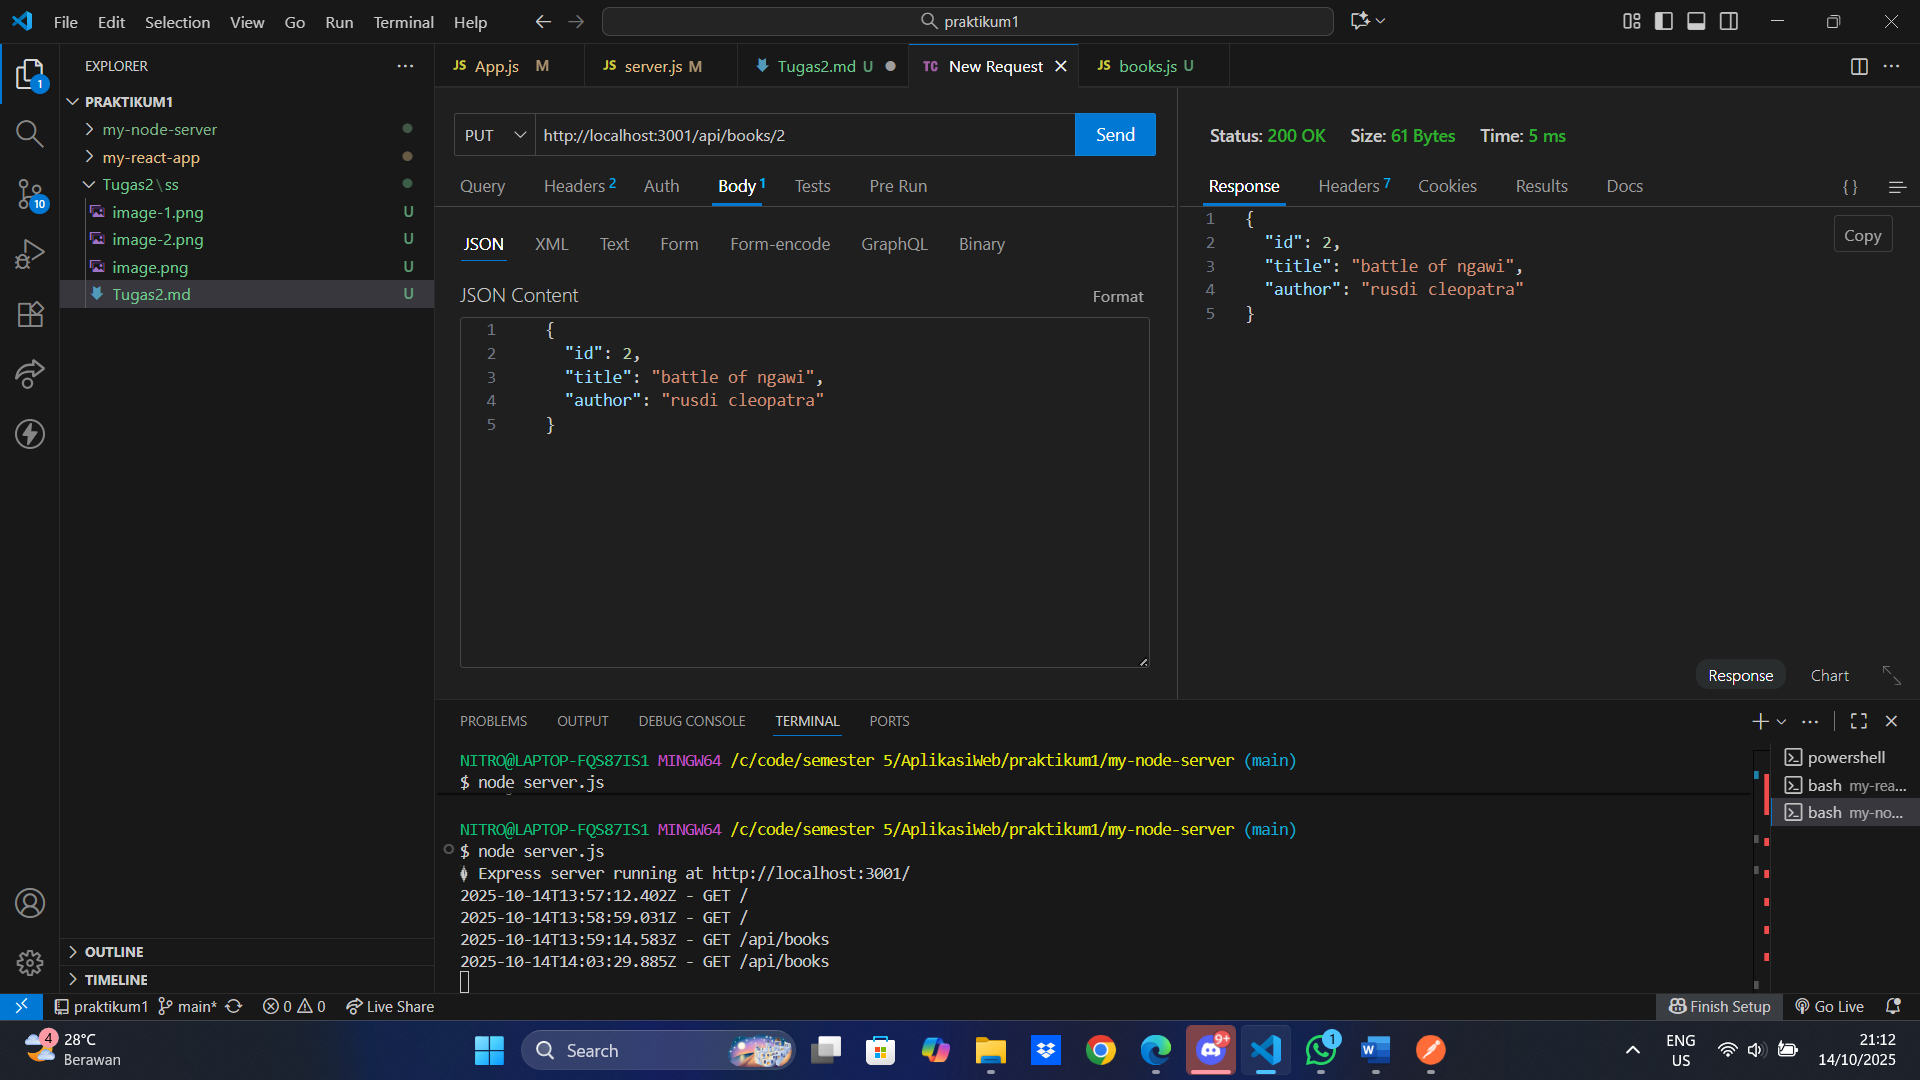 File Edit Selection View Go Run Terminal Help
praktikum1
1
10
EXPLORER
PRAKTIKUM1
my-node-server
my-react-app
Tugas2\ss
image-1.png U
image-2.png U
image.png U
Tugas2.md U
OUTLINE
TIMELINE
JS App.js M
JS server.js M
Tugas2.md U
TC New Request
JS books.js U
PUT http://localhost:3001/api/books/2 Send
Query Headers 2 Auth Body 1 Tests Pre Run
JSON XML Text Form Form-encode GraphQL Binary
JSON Content Format
1 {
2 "id": 2,
3 "title": "battle of ngawi",
4 "author": "rusdi cleopatra"
5 }
Status: 200 OK Size: 61 Bytes Time: 5 ms
Response Headers 7 Cookies Results Docs { }
Copy
1 {
2 "id": 2,
3 "title": "battle of ngawi",
4 "author": "rusdi cleopatra"
5 }
Response Chart
PROBLEMS OUTPUT DEBUG CONSOLE TERMINAL PORTS
NITRO@LAPTOP-FQS87IS1 MINGW64 /c/code/semester 5/AplikasiWeb/praktikum1/my-node-server (main)
$ node server.js
NITRO@LAPTOP-FQS87IS1 MINGW64 /c/code/semester 5/AplikasiWeb/praktikum1/my-node-server (main)
$ node server.js
Express server running at http://localhost:3001/
2025-10-14T13:57:12.402Z - GET /
2025-10-14T13:58:59.031Z - GET /
2025-10-14T13:59:14.583Z - GET /api/books
2025-10-14T14:03:29.885Z - GET /api/books
powershell
bash my-rea...
bash my-no...
praktikum1 main* 0 0 Live Share Finish Setup Go Live
4
28°C
Berawan
Search
9+
1
ENG
US
21:12
14/10/2025